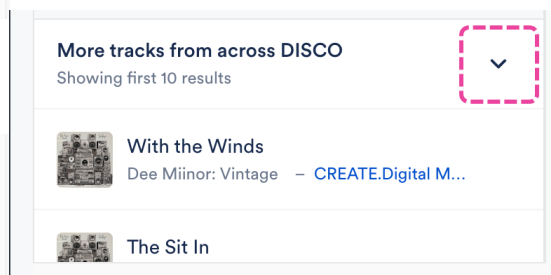 More tracks from across DISCO
Showing first 10 results
With the Winds
Dee Miinor: Vintage – CREATE.Digital M...
The Sit In